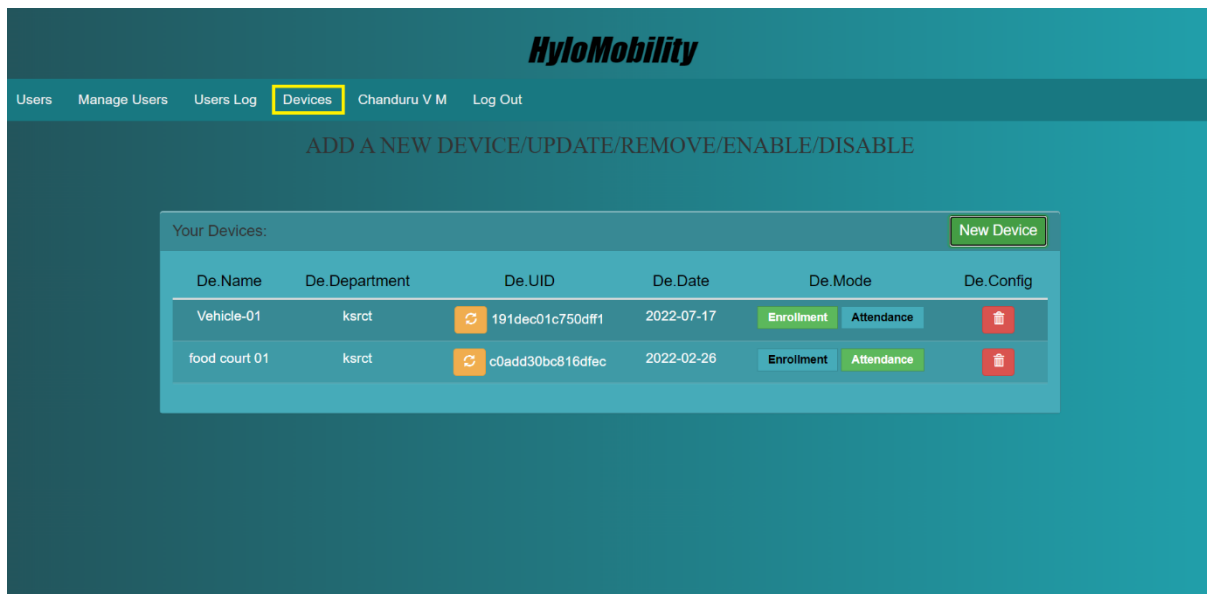 HyloMobility
Users Manage Users Users Log Devices Chanduru V M Log Out
ADD A NEW DEVICE/UPDATE/REMOVE/ENABLE/DISABLE
Your Devices: New Device
De.Name De.Department De.UID De.Date De.Mode De.Config
Vehicle-01 ksrct 191dec01c750dff1 2022-07-17 Enrollment Attendance
food court 01 ksrct c0add30bc816dfec 2022-02-26 Enrollment Attendance